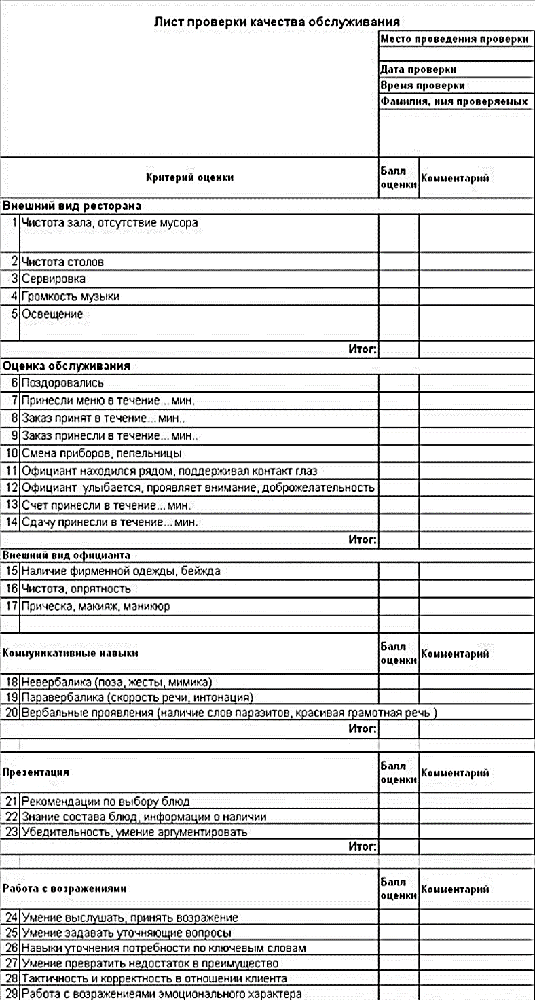 Лист проверки качества обслуживания
Место проведения проверки
Дата проверки
Время проверки
Фамилия, имя проверяемых
Критерий оценки
Балл оценки
Комментарий
Внешний вид ресторана
1 Чистота зала, отсутствие мусора
2 Чистота столов
3 Сервировка
4 Громкость музыки
5 Освещение
Итог:
Оценка обслуживания
6 Поздоровались
7 Принесли меню в течение... мин.
8 Заказ принят в течение... мин..
9 Заказ принесли в течение... мин..
10 Смена приборов, пепельницы
11 Официант находился рядом, поддерживал контакт глаз
12 Официант улыбается, проявляет внимание, доброжелательность
13 Счет принесли в течение... мин.
14 Сдачу принесли в течение... мин.
Итог:
Внешний вид официанта
15 Наличие фирменной одежды, бейжда
16 Чистота, опрятность
17 Прическа, макияж, маникюр
Коммуникативные навыки
Балл оценки
Комментарий
18 Невербалика (поза, жесты, мимика)
19 Паравербалика (скорость речи, интонация)
20 Вербальные проявления (наличие слов паразитов, красивая грамотная речь )
Итог:
Презентация
Балл оценки
Комментарий
21 Рекомендации по выбору блюд
22 Знание состава блюд, информации о наличии
23 Убедительность, умение аргументировать
Итог:
Работа с возражениями
Балл оценки
Комментарий
24 Умение выслушать, принять возражение
25 Умение задавать уточняющие вопросы
26 Навыки уточнения потребности по ключевым словам
27 Умение превратить недостаток в преимущество
28 Тактичность и корректность в отношении клиента
29 Работа с возражениеями эмоционального характера